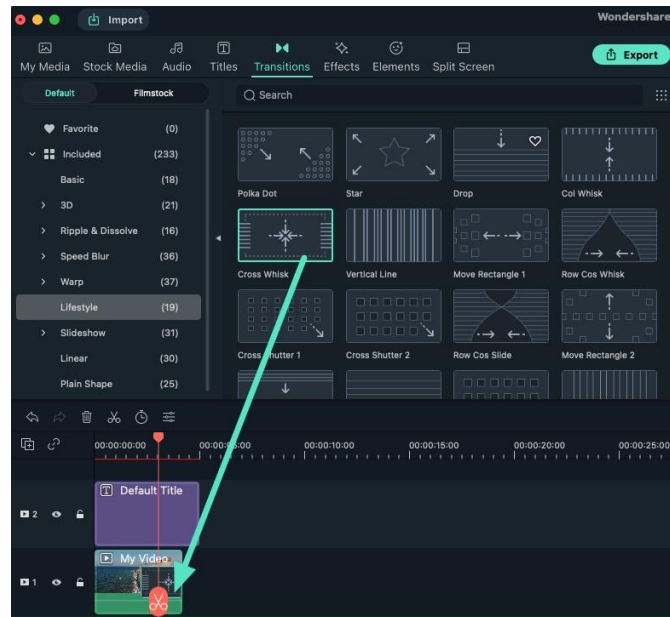 Import
Wondershare
My Media Stock Media Audio Titles Transitions Effects Elements Split Screen
Export
Default Filmstock
Search
Favorite (0)
Included (233)
Basic (18)
3D (21)
Ripple & Dissolve (16)
Speed Blur (36)
Warp (37)
Lifestyle (19)
Slideshow (31)
Linear (30)
Plain Shape (25)
Polka Dot Star Drop Col Whisk
Cross Whisk Vertical Line Move Rectangle 1 Row Cos Whisk
Cross Shutter 1 Cross Shutter 2 Row Cos Slide Move Rectangle 2
00:00:00:00 00:00:05:00 00:00:10:00 00:00:15:00 00:00:20:00 00:00:25:00
2
T Default Title
1
My Video